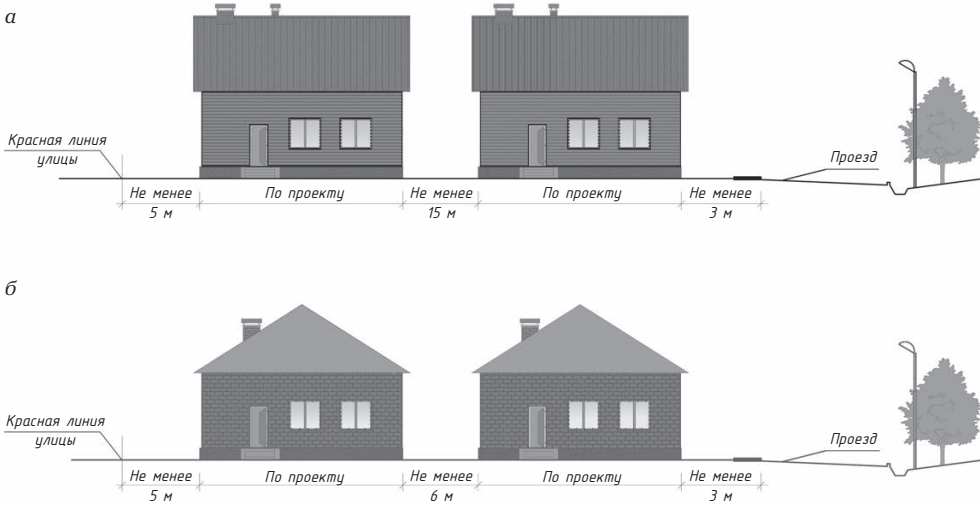 а
Красная линия
улицы
Проезд
Не менее
5 м
По проекту
Не менее
15 м
По проекту
Не менее
3 м
б
Красная линия
улицы
Проезд
Не менее
5 м
По проекту
Не менее
6 м
По проекту
Не менее
3 м